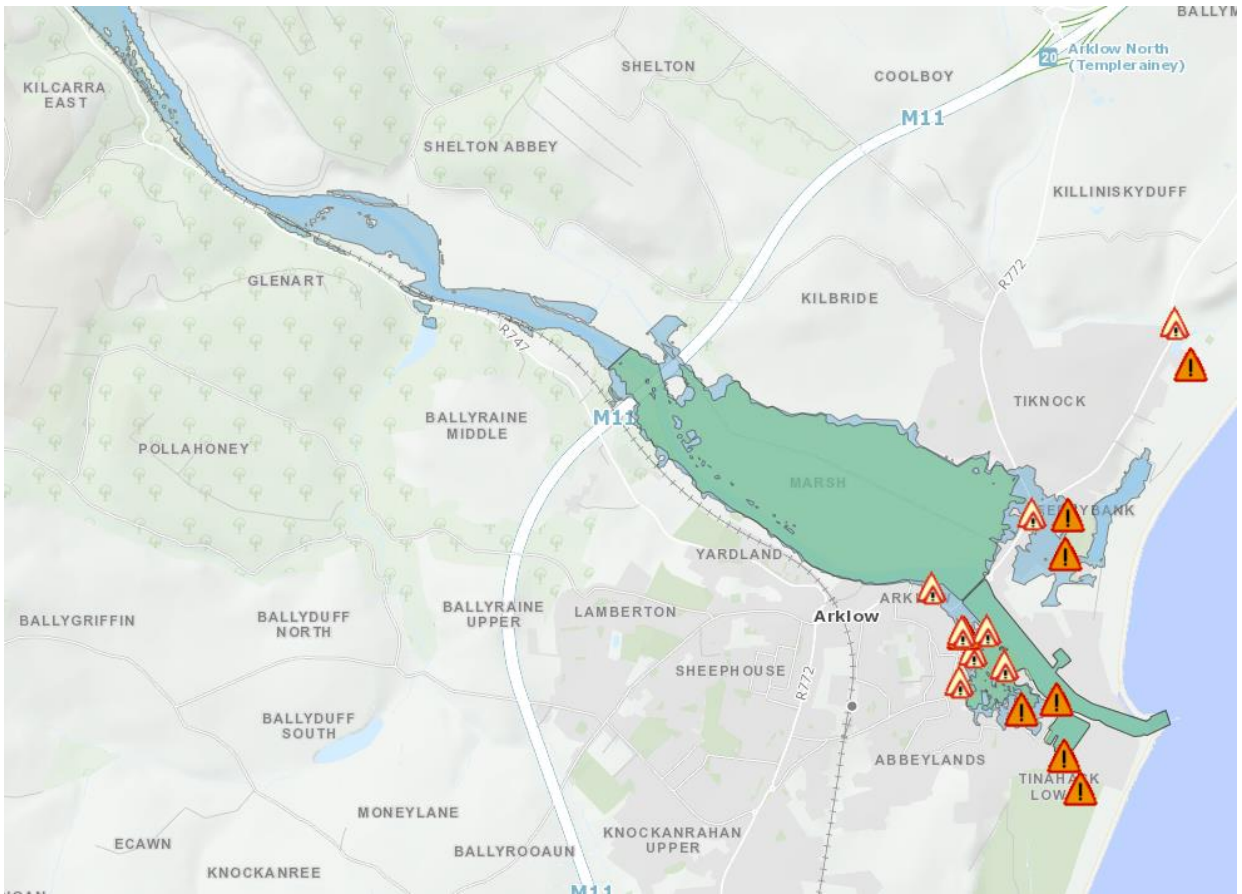 BALLYM
20
Arklow North
(Templerainey)
SHELTON
COOLBOY
KILCARRA
EAST
M11
SHELTON ABBEY
KILLINISKYDUFF
R772
GLENART
KILBRIDE
R747
M11
TIKNOCK
BALLYRAINE
MIDDLE
POLLAHONEY
MARSH
YARDLAND
BALLYGRIFFIN
BALLYDUFF
NORTH
BALLYRAINE
UPPER
LAMBERTON
Arklow
SHEEPHOUSE
R772
BALLYDUFF
SOUTH
ABBEYLANDS
TINAHASK
MONEYLANE
ECAWN
BALLYROOAUN
KNOCKANRAHAN
UPPER
KNOCKANREE
M11